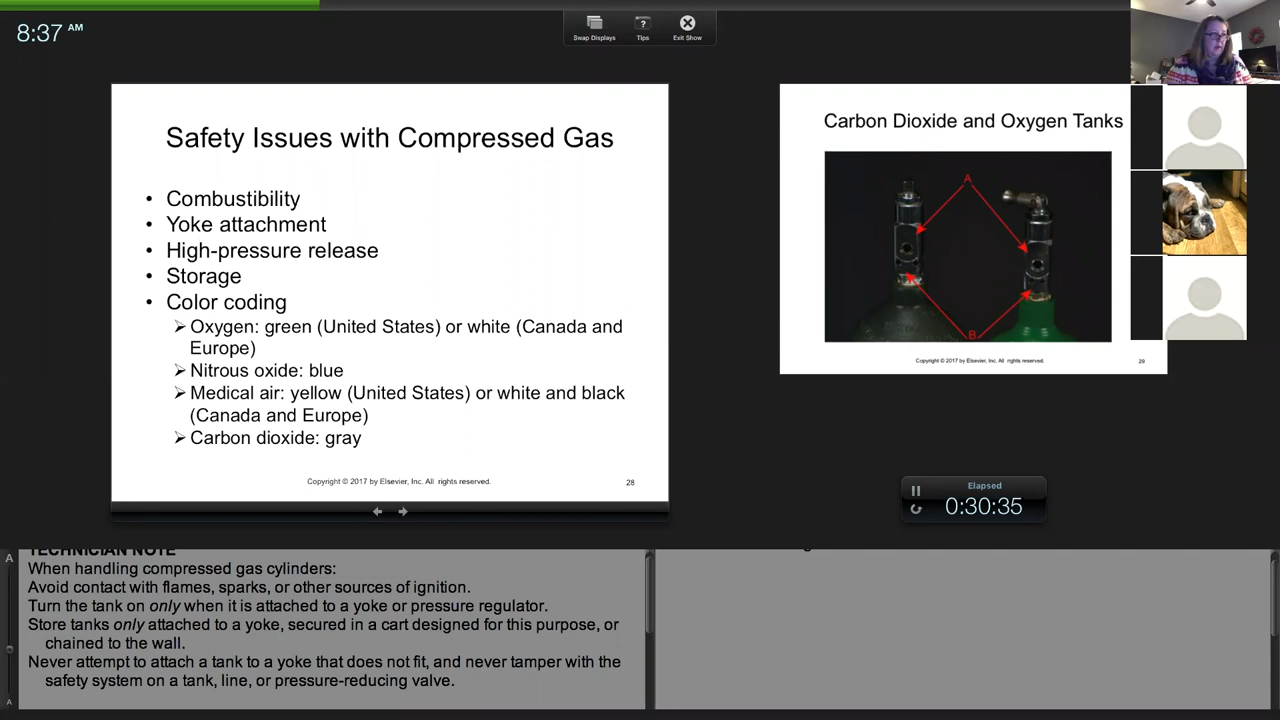 8:37 AM
Swap Displays
Tips
Exit Show
Safety Issues with Compressed Gas
• Combustibility
• Yoke attachment
• High-pressure release
• Storage
• Color coding
➢ Oxygen: green (United States) or white (Canada and
Europe)
➢ Nitrous oxide: blue
➢ Medical air: yellow (United States) or white and black
(Canada and Europe)
➢ Carbon dioxide: gray
Copyright © 2017 by Elsevier, Inc. All rights reserved.
28
Carbon Dioxide and Oxygen Tanks
A
B
Copyright © 2017 by Elsevier, Inc. All rights reserved.
29
Elapsed
0:30:35
A
A
TECHNICIAN NOTE
When handling compressed gas cylinders:
Avoid contact with flames, sparks, or other sources of ignition.
Turn the tank on only when it is attached to a yoke or pressure regulator.
Store tanks only attached to a yoke, secured in a cart designed for this purpose, or
chained to the wall.
Never attempt to attach a tank to a yoke that does not fit, and never tamper with the
safety system on a tank, line, or pressure-reducing valve.